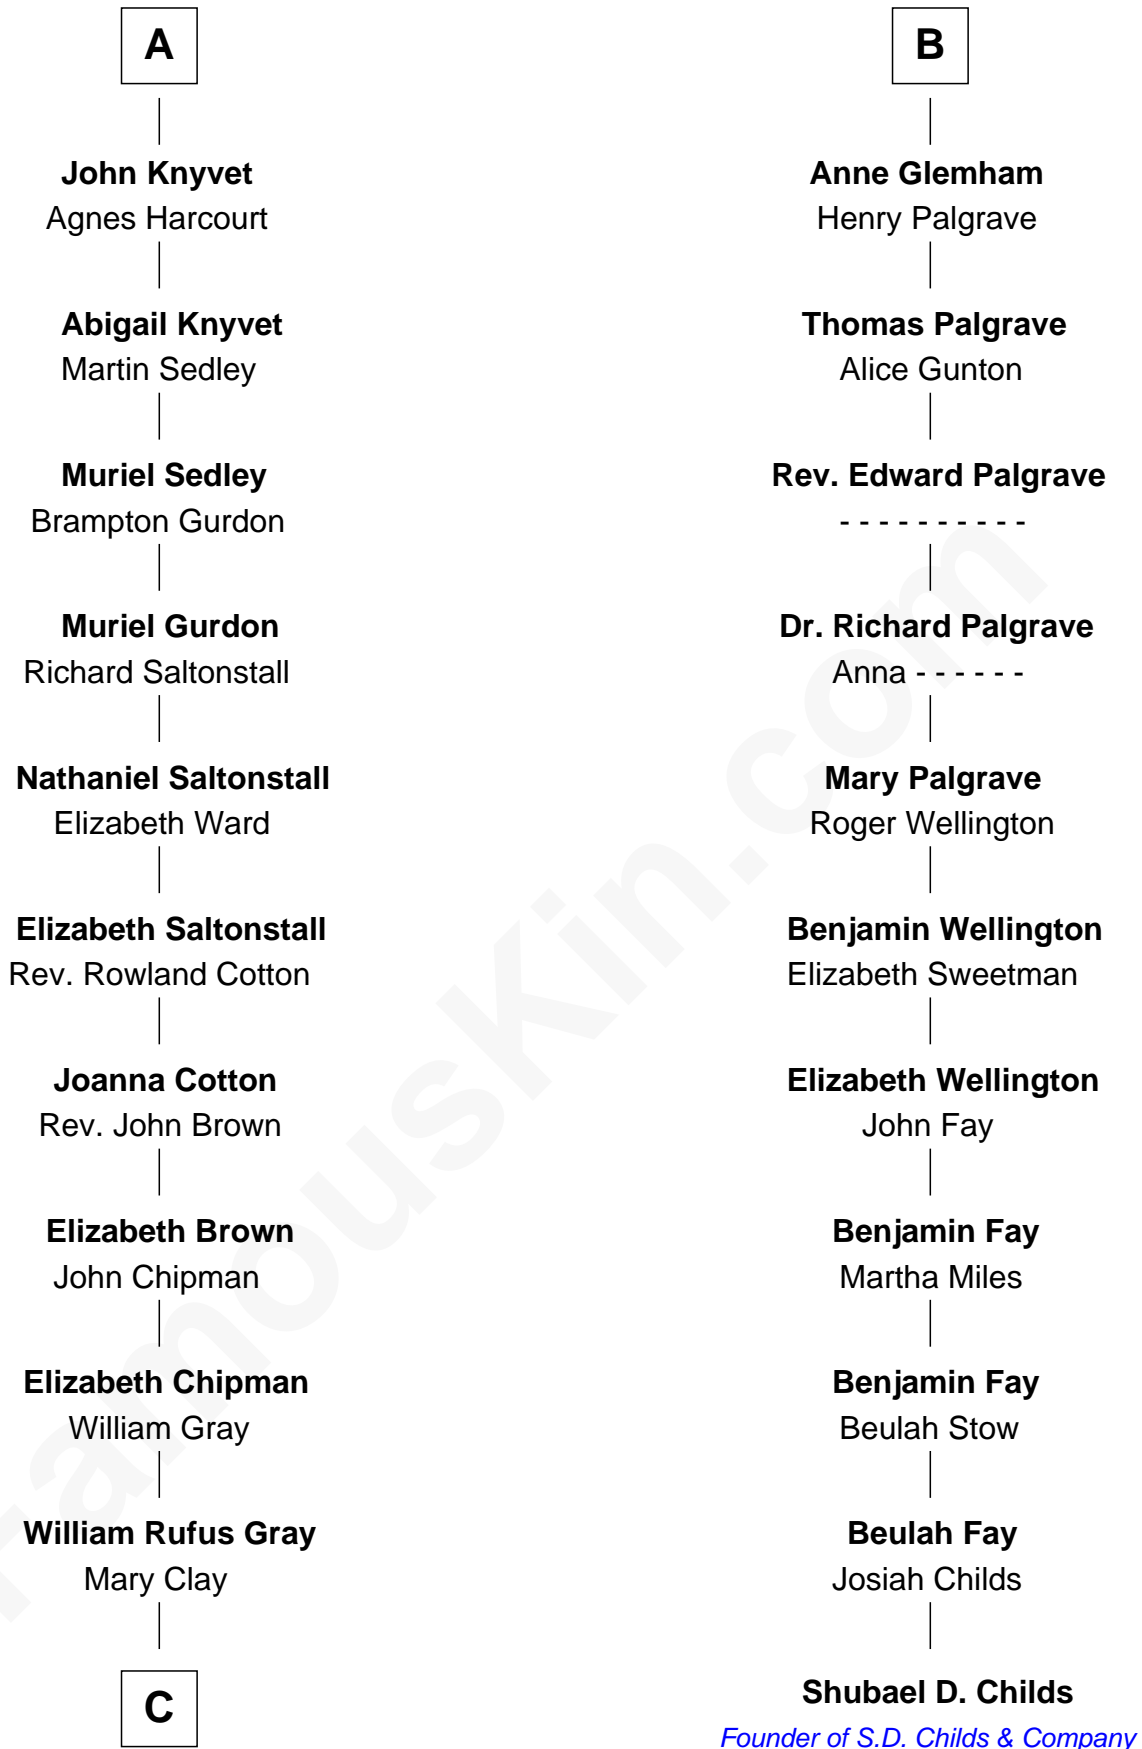 A
John Knyvet
Agnes Harcourt
Abigail Knyvet
Martin Sedley
Muriel Sedley
Brampton Gurdon
Muriel Gurdon
Richard Saltonstall
Nathaniel Saltonstall
Elizabeth Ward
Elizabeth Saltonstall
Rev. Rowland Cotton
Joanna Cotton
Rev. John Brown
Elizabeth Brown
John Chipman
Elizabeth Chipman
William Gray
William Rufus Gray
Mary Clay
C
B
Anne Glemham
Henry Palgrave
Thomas Palgrave
Alice Gunton
Rev. Edward Palgrave
- - - - - - - - - -
Dr. Richard Palgrave
Anna - - - - - -
Mary Palgrave
Roger Wellington
Benjamin Wellington
Elizabeth Sweetman
Elizabeth Wellington
John Fay
Benjamin Fay
Martha Miles
Benjamin Fay
Beulah Stow
Beulah Fay
Josiah Childs
Shubael D. Childs
Founder of S.D. Childs & Company
FamousKin.com